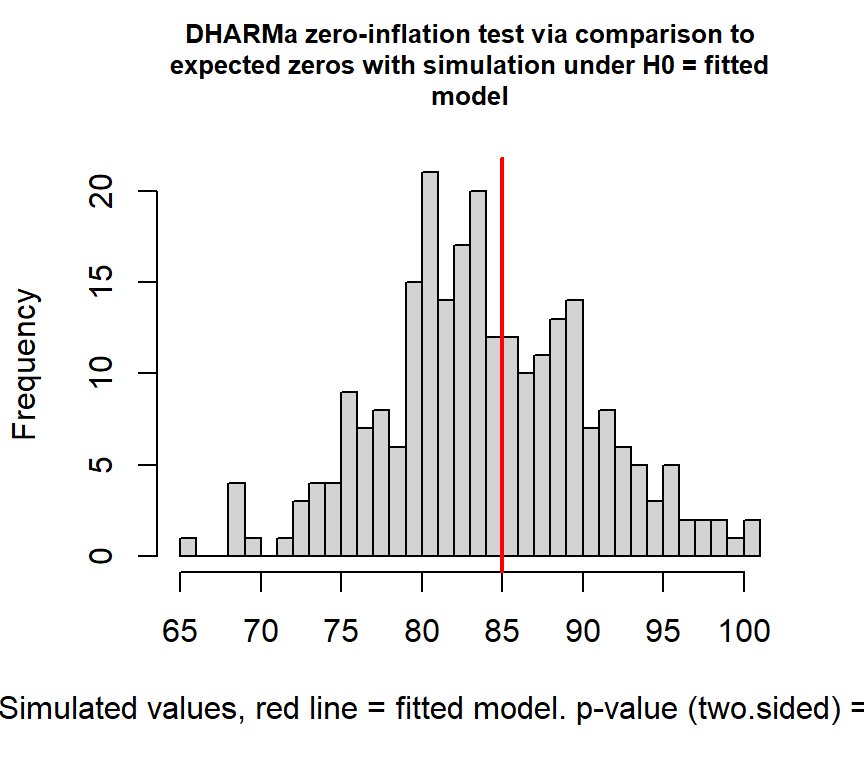 DHARMa zero-inflation test via comparison to
expected zeros with simulation under H0 = fitted
model
Frequency
20
15
10
5
0
65 70 75 80 85 90 95 100
Simulated values, red line = fitted model. p-value (two.sided) =